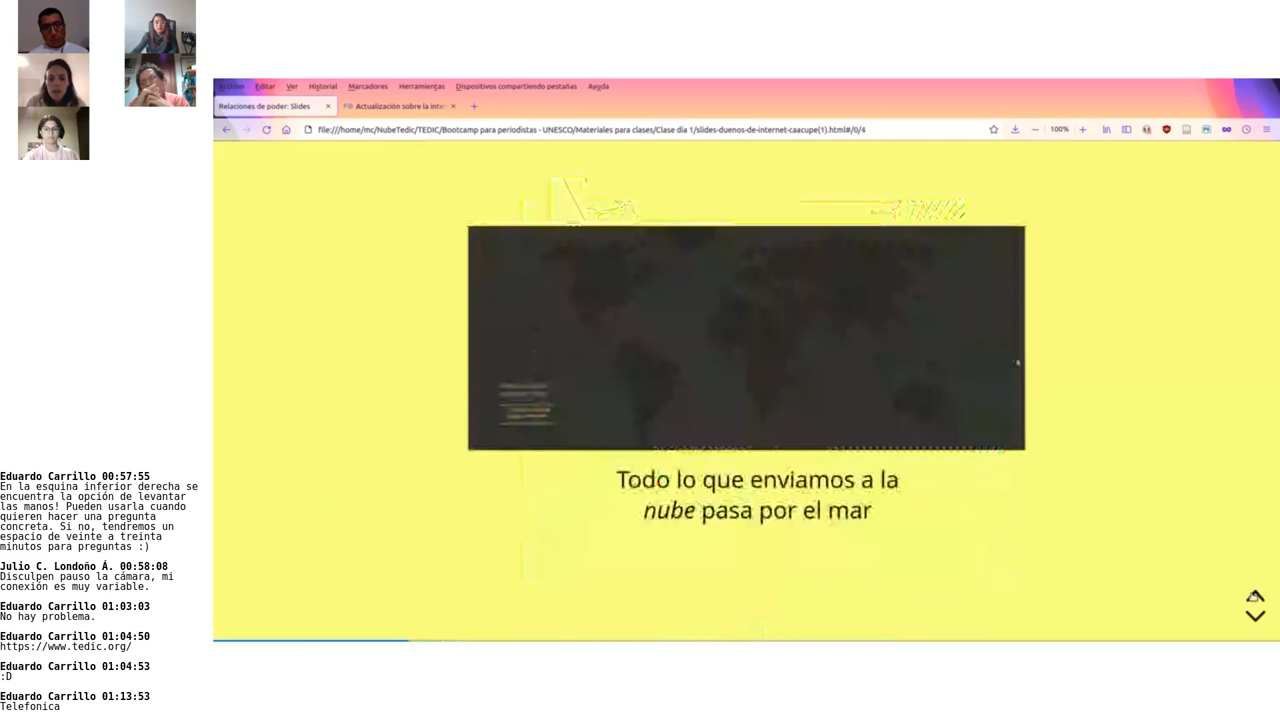 Archivo Editar Ver Historial Marcadores Herramientas Dispositivos compartiendo pestañas Ayuda
Relaciones de poder: Slides × Actualización sobre la inter × +
file:///home/mc/NubeTedic/TEDIC/Bootcamp para periodistas - UNESCO/Materiales para clases/Clase día 1/slides-duenos-de-internet-caacupe(1).html#/0/4
100%
Todo lo que enviamos a la
nube pasa por el mar
Eduardo Carrillo 00:57:55
En la esquina inferior derecha se
encuentra la opción de levantar
las manos! Pueden usarla cuando
quieren hacer una pregunta
concreta. Si no, tendremos un
espacio de veinte a treinta
minutos para preguntas :)
Julio C. Londoño Á. 00:58:08
Disculpen pauso la cámara, mi
conexión es muy variable.
Eduardo Carrillo 01:03:03
No hay problema.
Eduardo Carrillo 01:04:50
https://www.tedic.org/
Eduardo Carrillo 01:04:53
:D
Eduardo Carrillo 01:13:53
Telefonica